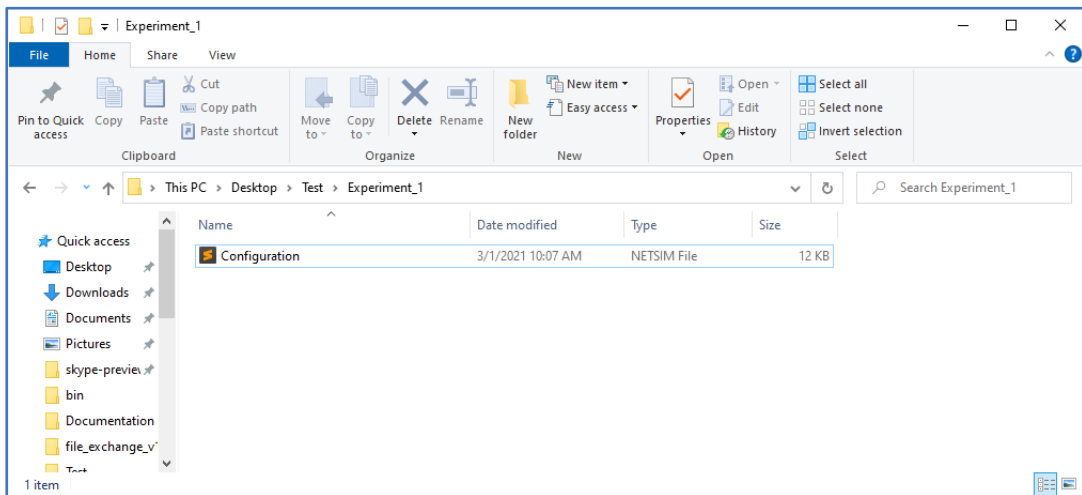 Experiment_1
File Home Share View
Pin to Quick access
Copy
Paste
Cut
Copy path
Paste shortcut
Clipboard
Move to
Copy to
Delete
Rename
Organize
New folder
New item
Easy access
New
Properties
Open
Edit
History
Open
Select all
Select none
Invert selection
Select
This PC > Desktop > Test > Experiment_1
Search Experiment_1
Name Date modified Type Size
Configuration 3/1/2021 10:07 AM NETSIM File 12 KB
Quick access
Desktop
Downloads
Documents
Pictures
skype-preview
bin
Documentation
file_exchange_v
Test
1 item